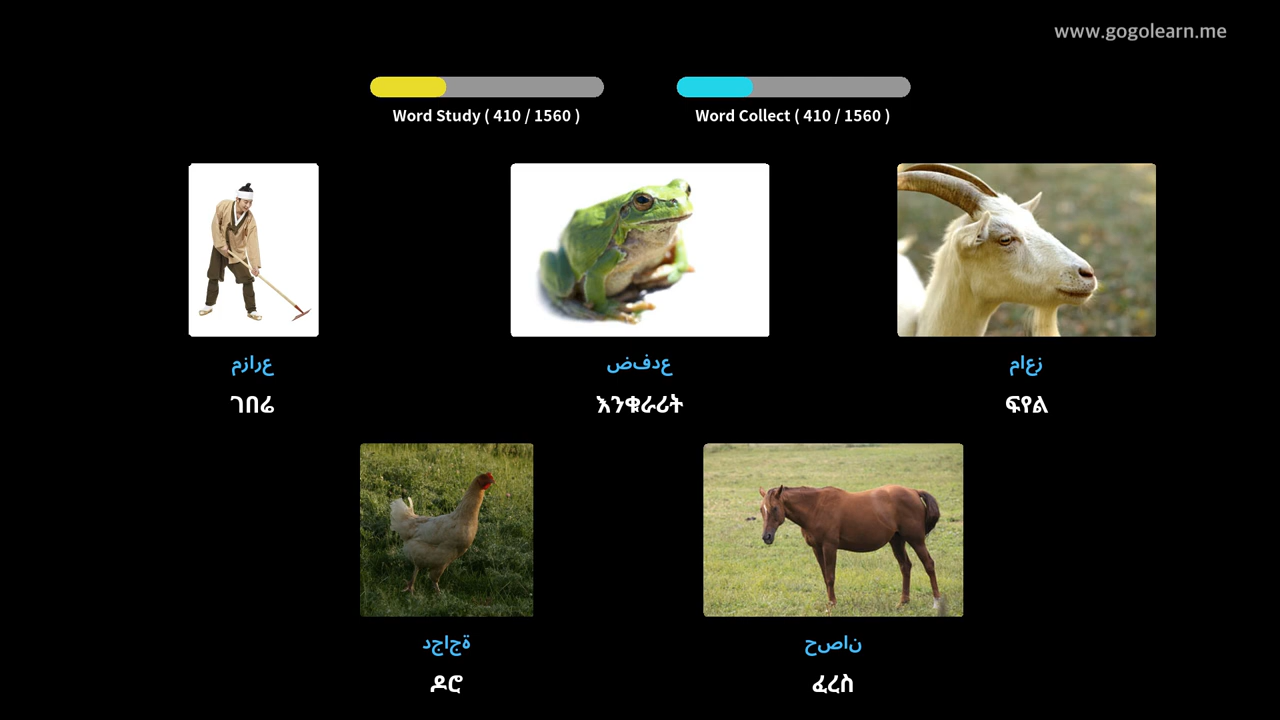 www.gogolearn.me
Word Study ( 410 / 1560 )
Word Collect ( 410 / 1560 )
مزارع
ገበሬ
ضفدع
እንቁራሪት
ماعز
ፍየል
دجاجة
ዶሮ
حصان
ፈረስ